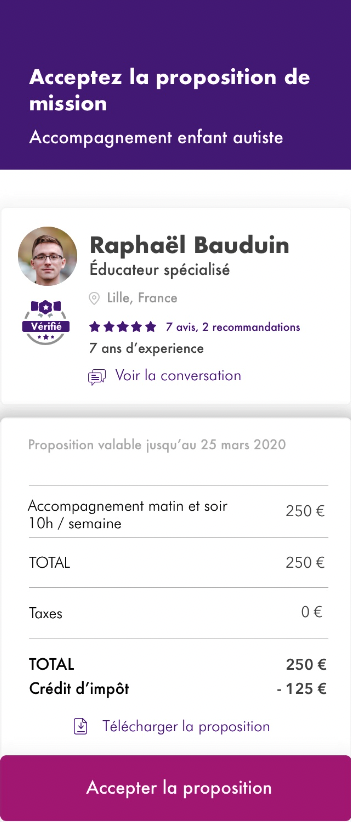 Acceptez la proposition de
mission
Accompagnement enfant autiste
Raphaël Bauduin
Éducateur spécialisé
Lille, France
Vérifié
7 avis, 2 recommandations
7 ans d’experience
Voir la conversation
Proposition valable jusqu’au 25 mars 2020
Accompagnement matin et soir 250 €
10h / semaine
TOTAL 250 €
Taxes 0 €
TOTAL 250 €
Crédit d’impôt - 125 €
Télécharger la proposition
Accepter la proposition